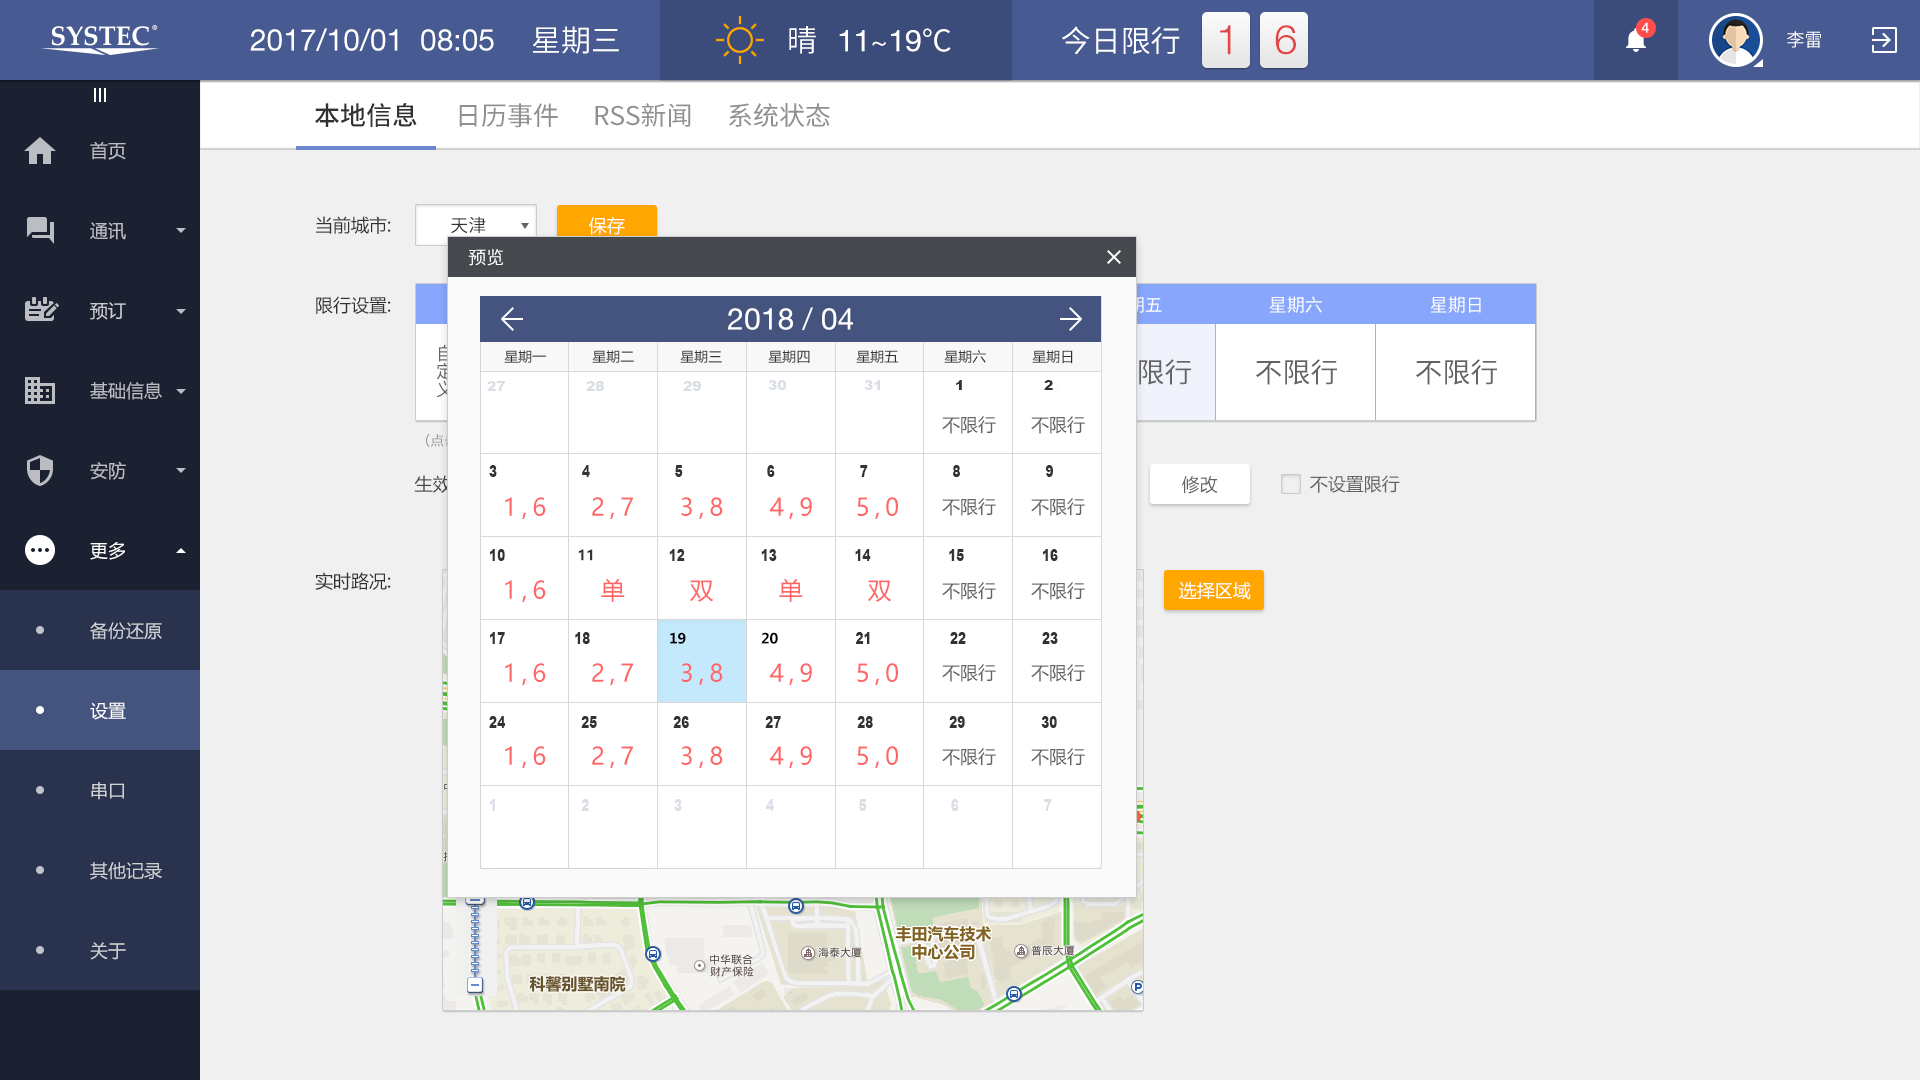 SYSTEC®
2017/10/01 08:05 星期三
晴 11~19℃
今日限行 1 6
4
李雷
本地信息 日历事件 RSS新闻 系统状态
首页
通讯
预订
基础信息
安防
更多
备份还原
设置
串口
其他记录
关于
当前城市: 天津 保存
预览
限行设置:
期五 星期六 星期日
自定义
限行 不限行 不限行
(点
生效
修改 不设置限行
实时路况:
选择区域
2018 / 04
星期一 星期二 星期三 星期四 星期五 星期六 星期日
27 28 29 30 31 1 2
不限行 不限行
3 4 5 6 7 8 9
1,6 2,7 3,8 4,9 5,0 不限行 不限行
10 11 12 13 14 15 16
1,6 单 双 单 双 不限行 不限行
17 18 19 20 21 22 23
1,6 2,7 3,8 4,9 5,0 不限行 不限行
24 25 26 27 28 29 30
1,6 2,7 3,8 4,9 5,0 不限行 不限行
1 2 3 4 5 6 7
丰田汽车技术
中心公司
海泰大厦
普辰大厦
中华联合
财产保险
科馨别墅南院
P